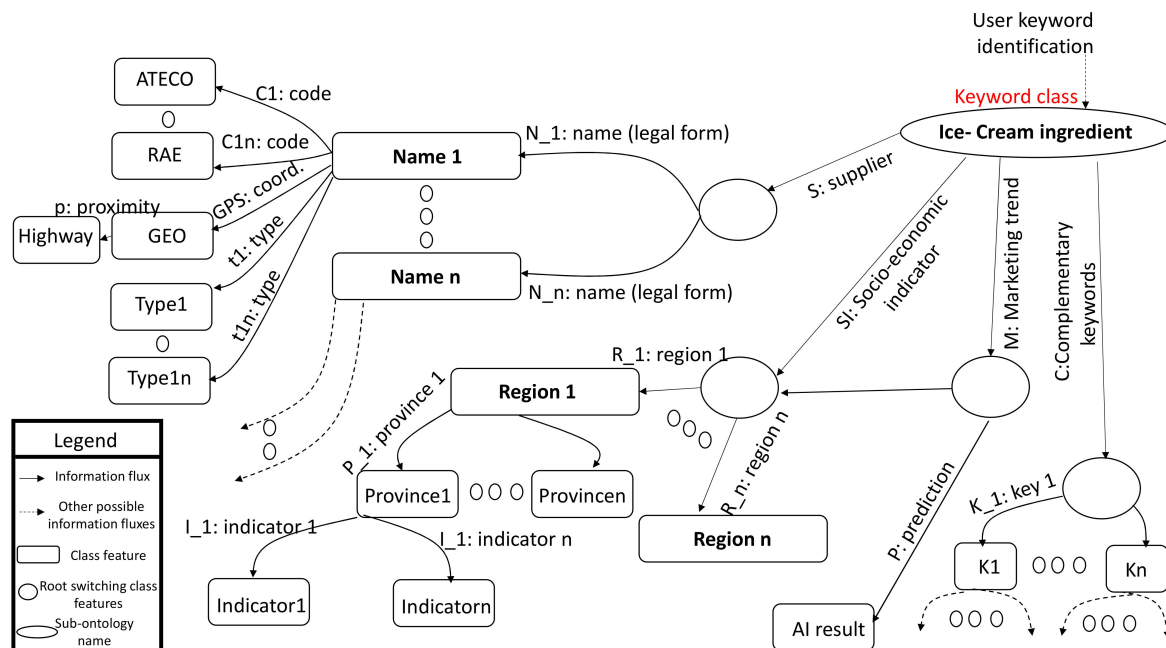 User keyword
identification
Keyword class
Ice- Cream ingredient
ATECO
C1: code
RAE
C1n: code
Name 1
N_1: name (legal form)
S: supplier
GPS: coord.
p: proximity
Highway
GEO
t1: type
Name n
N_n: name (legal form)
Type1
t1n: type
Type1n
SI: Socio-economic
indicator
M: Marketing trend
C:Complementary
keywords
R_1: region 1
Region 1
R_n: region n
Region n
P_1: province 1
Province1
Provincen
I_1: indicator 1
I_1: indicator n
Indicator1
Indicatorn
P: prediction
AI result
K_1: key 1
K1
Kn
Legend
Information flux
Other possible
information fluxes
Class feature
Root switching class
features
Sub-ontology
name